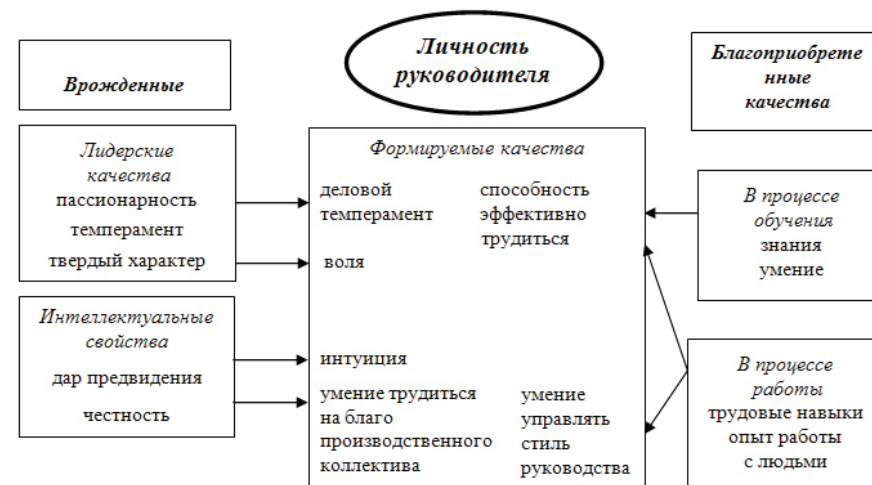 Личность
руководителя
Врожденные
Благоприобрете
нные
качества
Лидерские
качества
пассионарность
темперамент
твердый характер
Интеллектуальные
свойства
дар предвидения
честность
Формируемые качества
деловой
темперамент
способность
эффективно
трудиться
воля
интуиция
умение трудиться
на благо
производственного
коллектива
умение
управлять
стиль
руководства
В процессе
обучения
знания
умение
В процессе
работы
трудовые навыки
опыт работы
с людьми